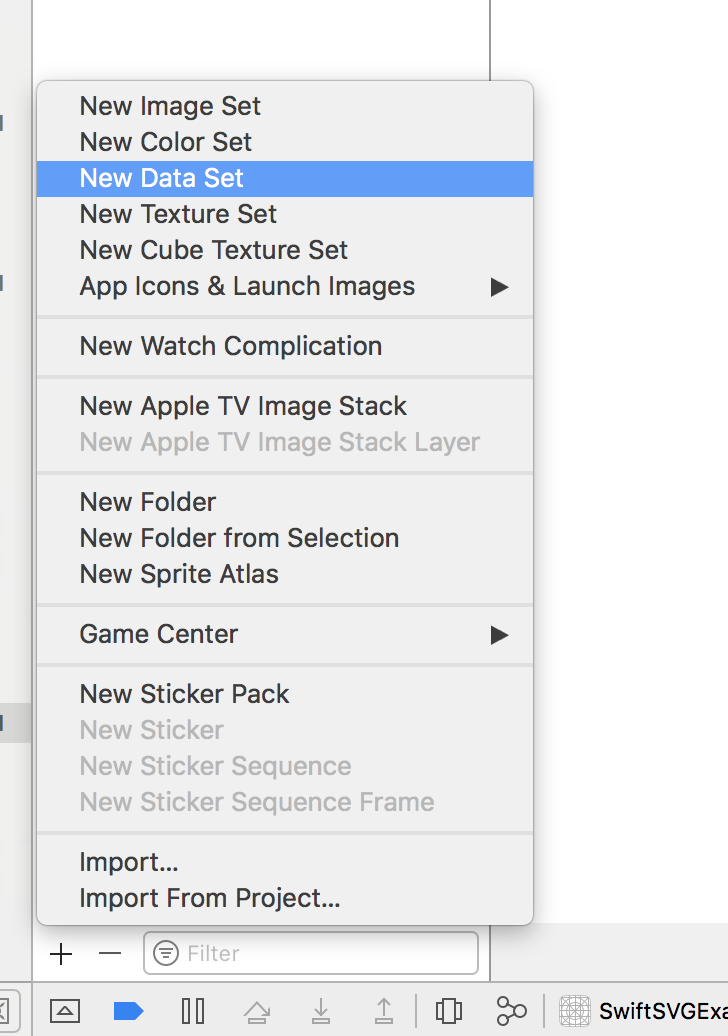 New Image Set
New Color Set
New Data Set
New Texture Set
New Cube Texture Set
App Icons & Launch Images
New Watch Complication
New Apple TV Image Stack
New Apple TV Image Stack Layer
New Folder
New Folder from Selection
New Sprite Atlas
Game Center
New Sticker Pack
New Sticker
New Sticker Sequence
New Sticker Sequence Frame
Import...
Import From Project...
Filter
SwiftSVGExa